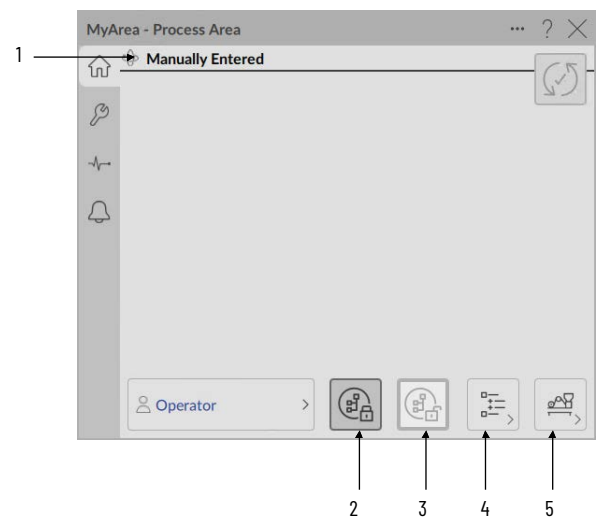 MyArea - Process Area ... ?
1
Manually Entered
Operator
2 3 4 5